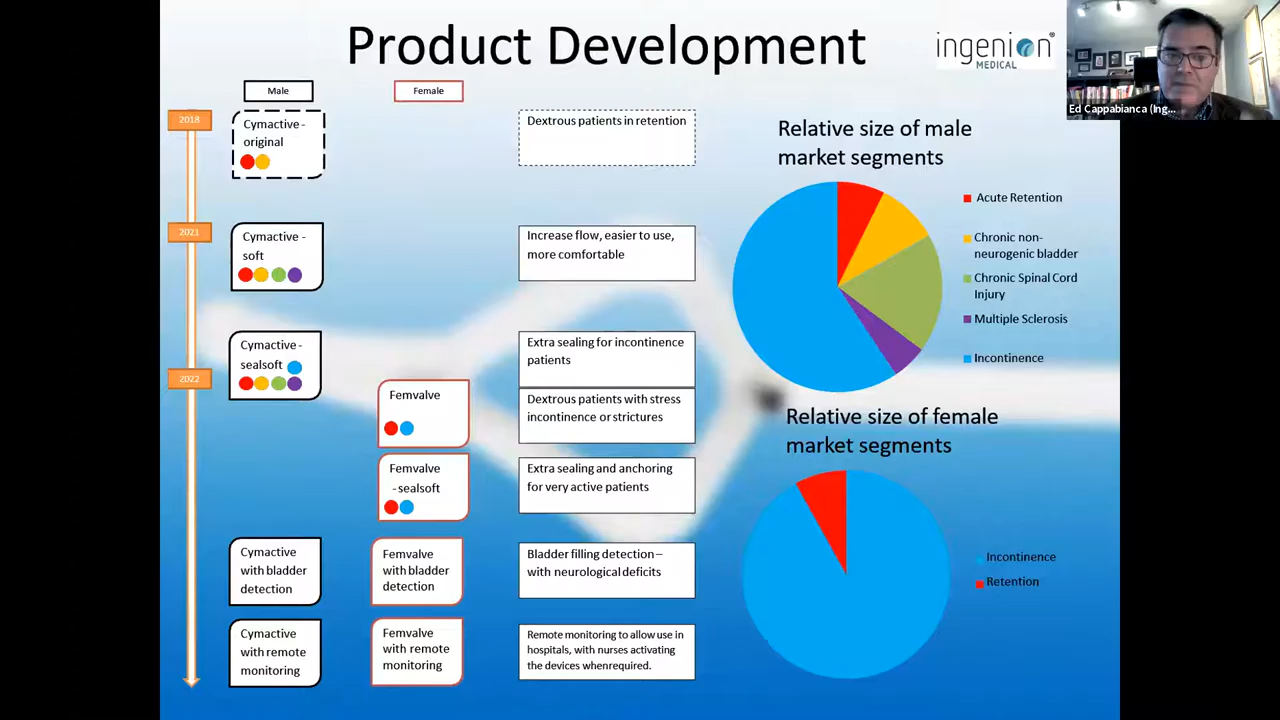 Product Development
ingenion®
MEDICAL
Ed Cappabianca (Ing...
Male
Female
2018
Cymactive -
original
Dextrous patients in retention
2021
Cymactive -
soft
Increase flow, easier to use,
more comfortable
2022
Cymactive -
sealsoft
Extra sealing for incontinence
patients
Femvalve
Dextrous patients with stress
incontinence or strictures
Femvalve
- sealsoft
Extra sealing and anchoring
for very active patients
Cymactive
with bladder
detection
Femvalve
with bladder
detection
Bladder filling detection –
with neurological deficits
Cymactive
with remote
monitoring
Femvalve
with remote
monitoring
Remote monitoring to allow use in
hospitals, with nurses activating
the devices whenrequired.
Relative size of male
market segments
Acute Retention
Chronic non-
neurogenic bladder
Chronic Spinal Cord
Injury
Multiple Sclerosis
Incontinence
Relative size of female
market segments
Incontinence
Retention